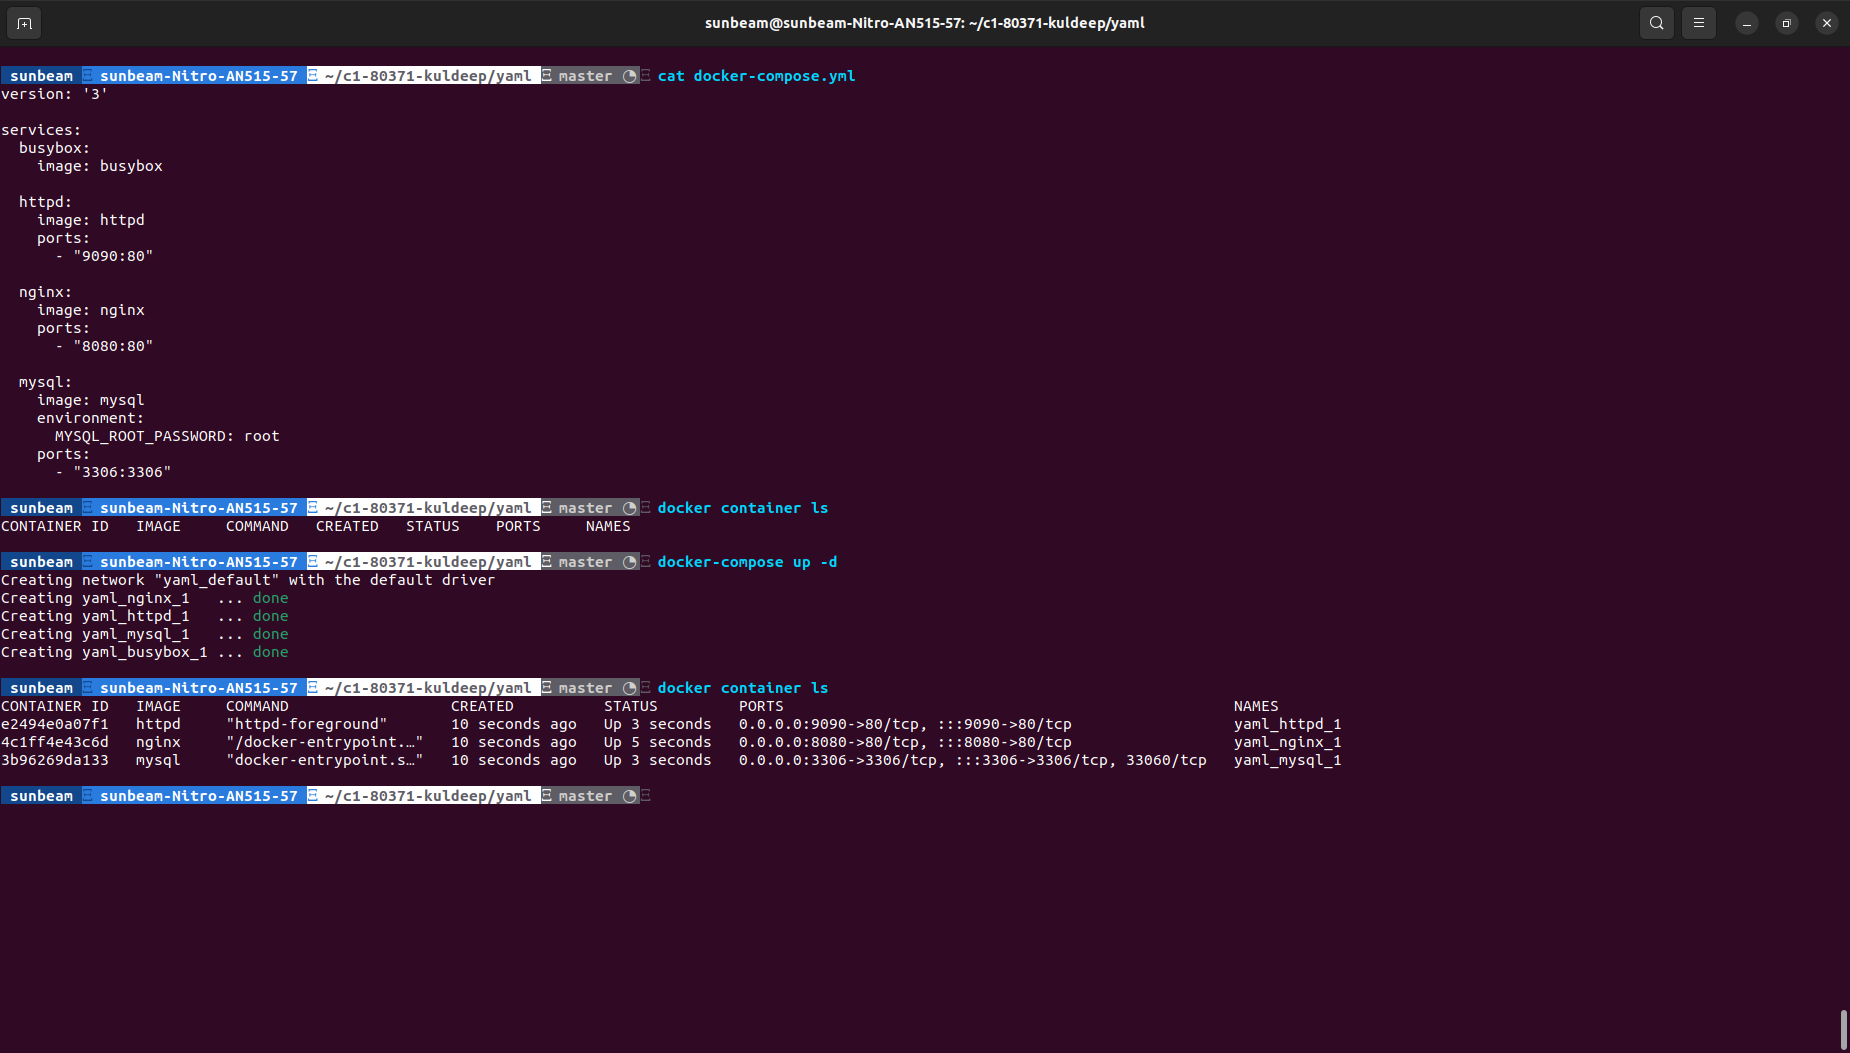 sunbeam@sunbeam-Nitro-AN515-57: ~/c1-80371-kuldeep/yaml
sunbeam sunbeam-Nitro-AN515-57 ~/c1-80371-kuldeep/yaml master cat docker-compose.yml
version: '3'
services:
  busybox:
    image: busybox
  httpd:
    image: httpd
    ports:
      - "9090:80"
  nginx:
    image: nginx
    ports:
      - "8080:80"
  mysql:
    image: mysql
    environment:
      MYSQL_ROOT_PASSWORD: root
    ports:
      - "3306:3306"
sunbeam sunbeam-Nitro-AN515-57 ~/c1-80371-kuldeep/yaml master docker container ls
CONTAINER ID   IMAGE     COMMAND   CREATED   STATUS    PORTS     NAMES
sunbeam sunbeam-Nitro-AN515-57 ~/c1-80371-kuldeep/yaml master docker-compose up -d
Creating network "yaml_default" with the default driver
Creating yaml_nginx_1   ... done
Creating yaml_httpd_1   ... done
Creating yaml_mysql_1   ... done
Creating yaml_busybox_1 ... done
sunbeam sunbeam-Nitro-AN515-57 ~/c1-80371-kuldeep/yaml master docker container ls
CONTAINER ID   IMAGE     COMMAND                  CREATED          STATUS         PORTS                                                  NAMES
e2494e0a07f1   httpd     "httpd-foreground"       10 seconds ago   Up 3 seconds   0.0.0.0:9090->80/tcp, :::9090->80/tcp                  yaml_httpd_1
4c1ff4e43c6d   nginx     "/docker-entrypoint.…"   10 seconds ago   Up 5 seconds   0.0.0.0:8080->80/tcp, :::8080->80/tcp                  yaml_nginx_1
3b96269da133   mysql     "docker-entrypoint.s…"   10 seconds ago   Up 3 seconds   0.0.0.0:3306->3306/tcp, :::3306->3306/tcp, 33060/tcp   yaml_mysql_1
sunbeam sunbeam-Nitro-AN515-57 ~/c1-80371-kuldeep/yaml master